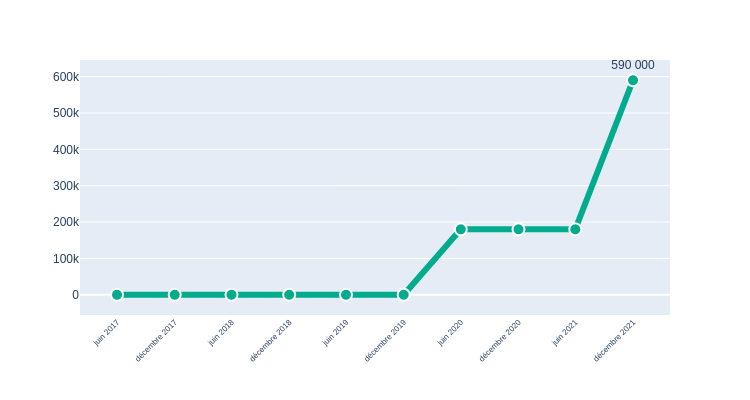 590 000
600k
500k
400k
300k
200k
100k
0
juin 2017
décembre 2017
juin 2018
décembre 2018
juin 2019
décembre 2019
juin 2020
décembre 2020
juin 2021
décembre 2021